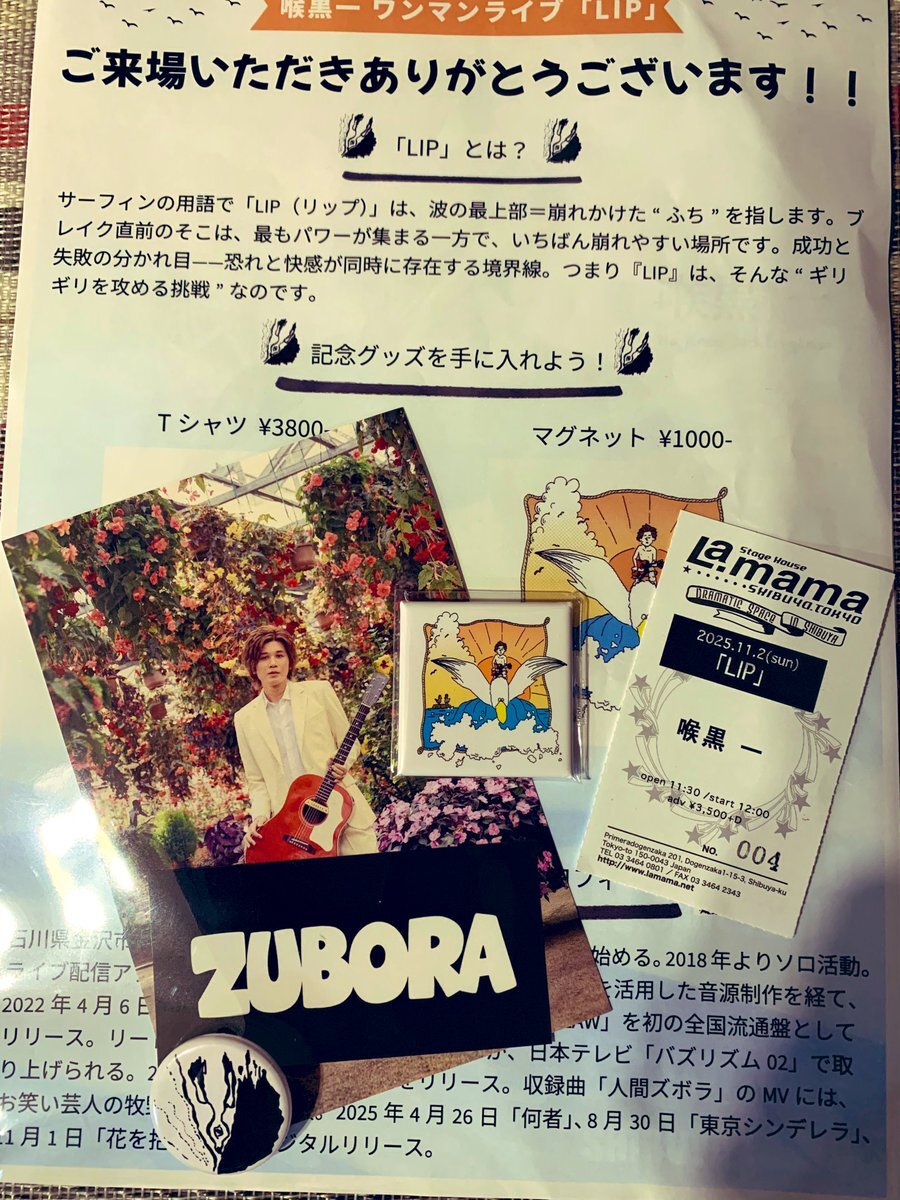 喉黒一 ワンマンライブ「LIP」
ご来場いただきありがとうございます！！
「LIP」とは？
サーフィンの用語で「LIP（リップ）」は、波の最上部＝崩れかけた“ ふち ”を指します。ブ
レイク直前のそこは、最もパワーが集まる一方で、いちばん崩れやすい場所です。成功と
失敗の分かれ目——恐れと快感が同時に存在する境界線。つまり『LIP』は、そんな“ ギリ
ギリを攻める挑戦 ”なのです。
記念グッズを手に入れよう！
Tシャツ ¥3800-
マグネット ¥1000-
Stage House
La.mama
SHIBUYA.TOKYO
DRAMATIC SPACE IN SHIBUYA
2025.11.2(sun)
「LIP」
喉黒 一
open 11:30 /start 12:00
adv ¥3,500+D
NO. 004
Primeradogenzaka 201, Dogenzaka1-15-3, Shibuya-ku
Tokyo-to 150-0043 Japan
TEL 03 3464 0801 / FAX 03 3464 2343
http://www.lamama.net
ZUBORA
石川県金沢市
始める。2018年よりソロ活動。
ライブ配信ア
を活用した音源制作を経て、
2022年4月6日
AW」を初の全国流通盤として
リリース。リー
が、日本テレビ「バズリズム02」で取
り上げられる。2
をリリース。収録曲「人間ズボラ」のMVには、
お笑い芸人の牧野
。2025年4月26日「何者」、8月30日「東京シンデレラ」、
11月1日「花を抱
ジタルリリース。